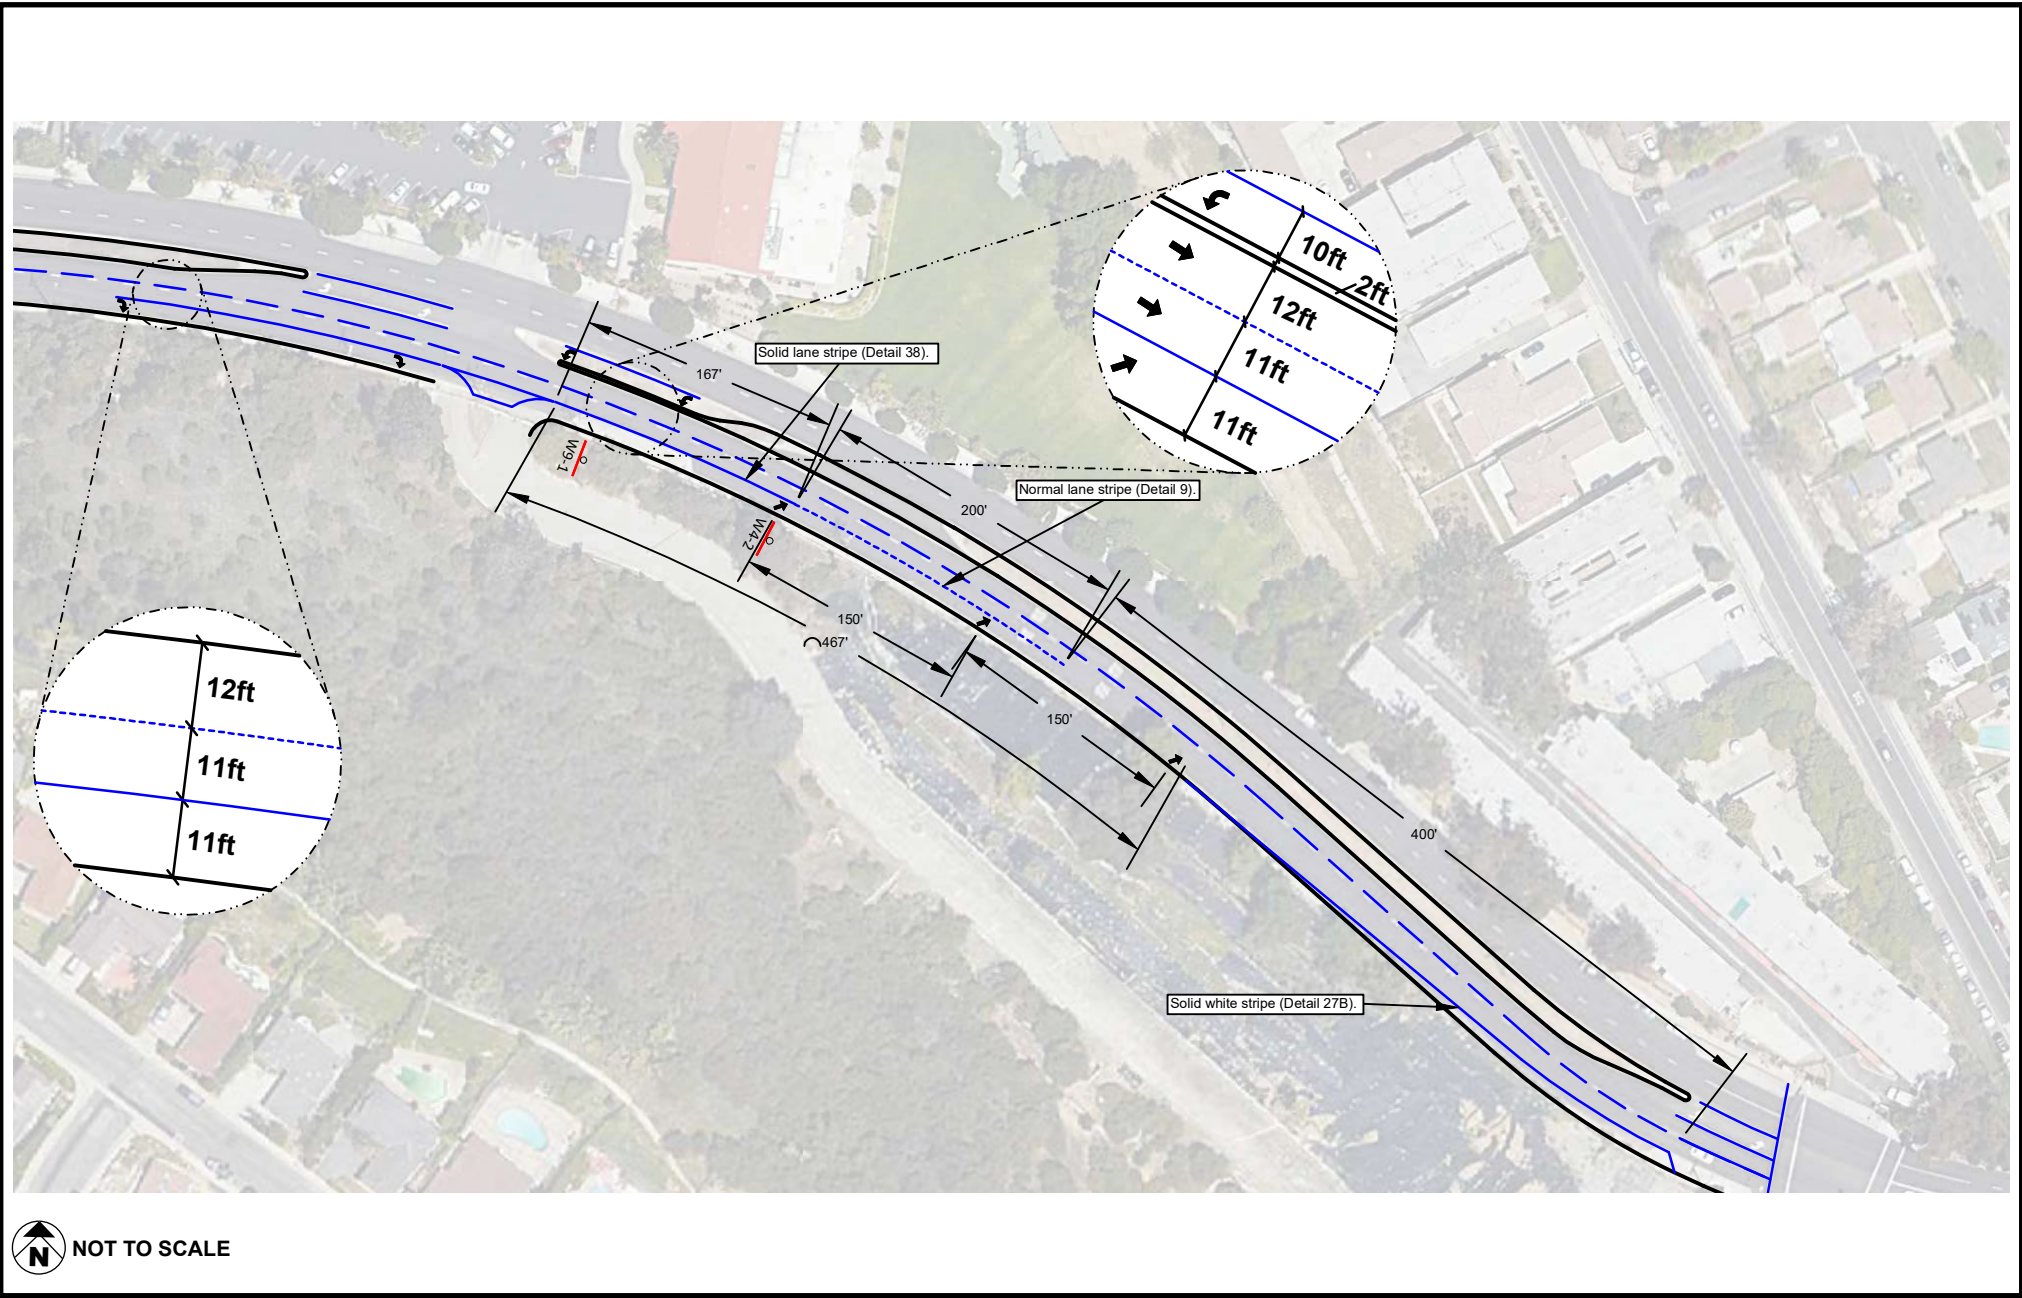 10ft
2ft
12ft
11ft
11ft
Solid lane stripe (Detail 38).
167'
W9-1
Normal lane stripe (Detail 9).
200'
W4-2
150'
467'
12ft
11ft
11ft
150'
400'
Solid white stripe (Detail 27B).
N
NOT TO SCALE